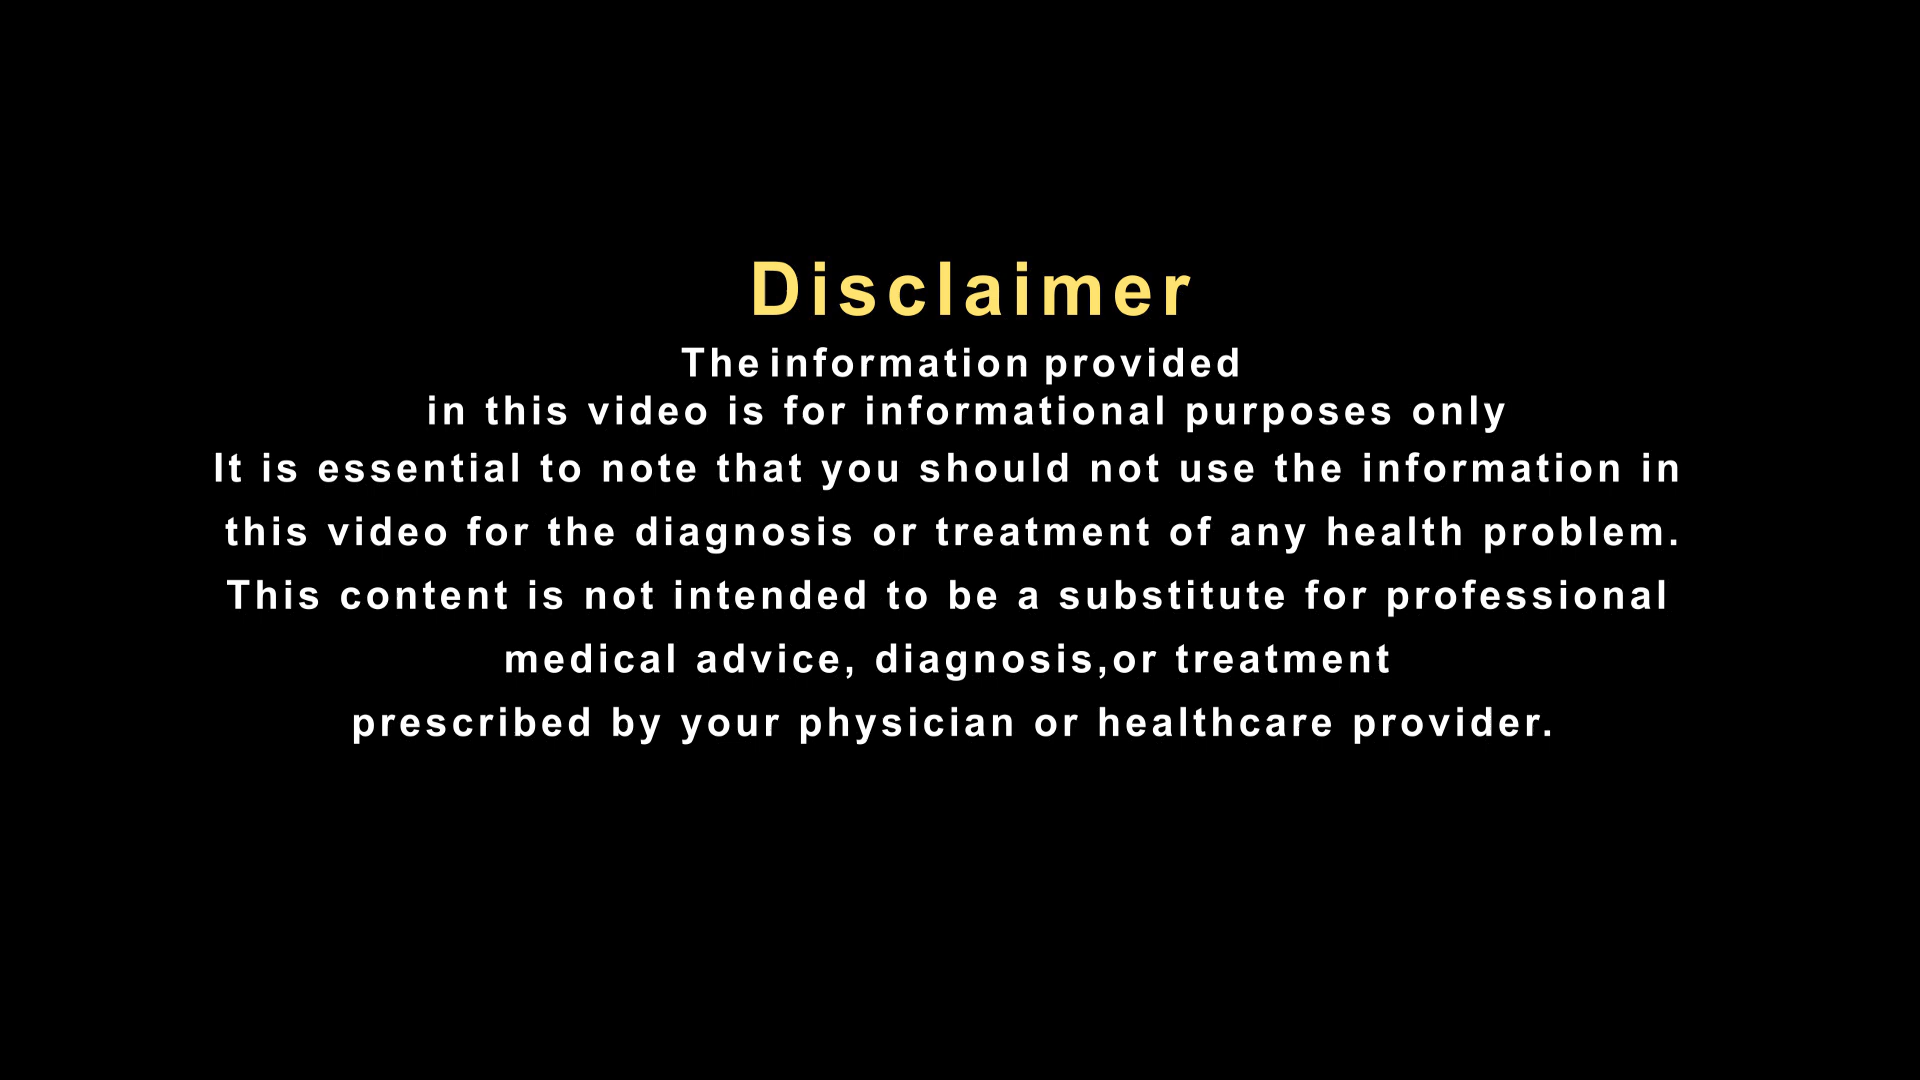 Disclaimer
The information provided
in this video is for informational purposes only
It is essential to note that you should not use the information in
this video for the diagnosis or treatment of any health problem.
This content is not intended to be a substitute for professional
medical advice, diagnosis,or treatment
prescribed by your physician or healthcare provider.